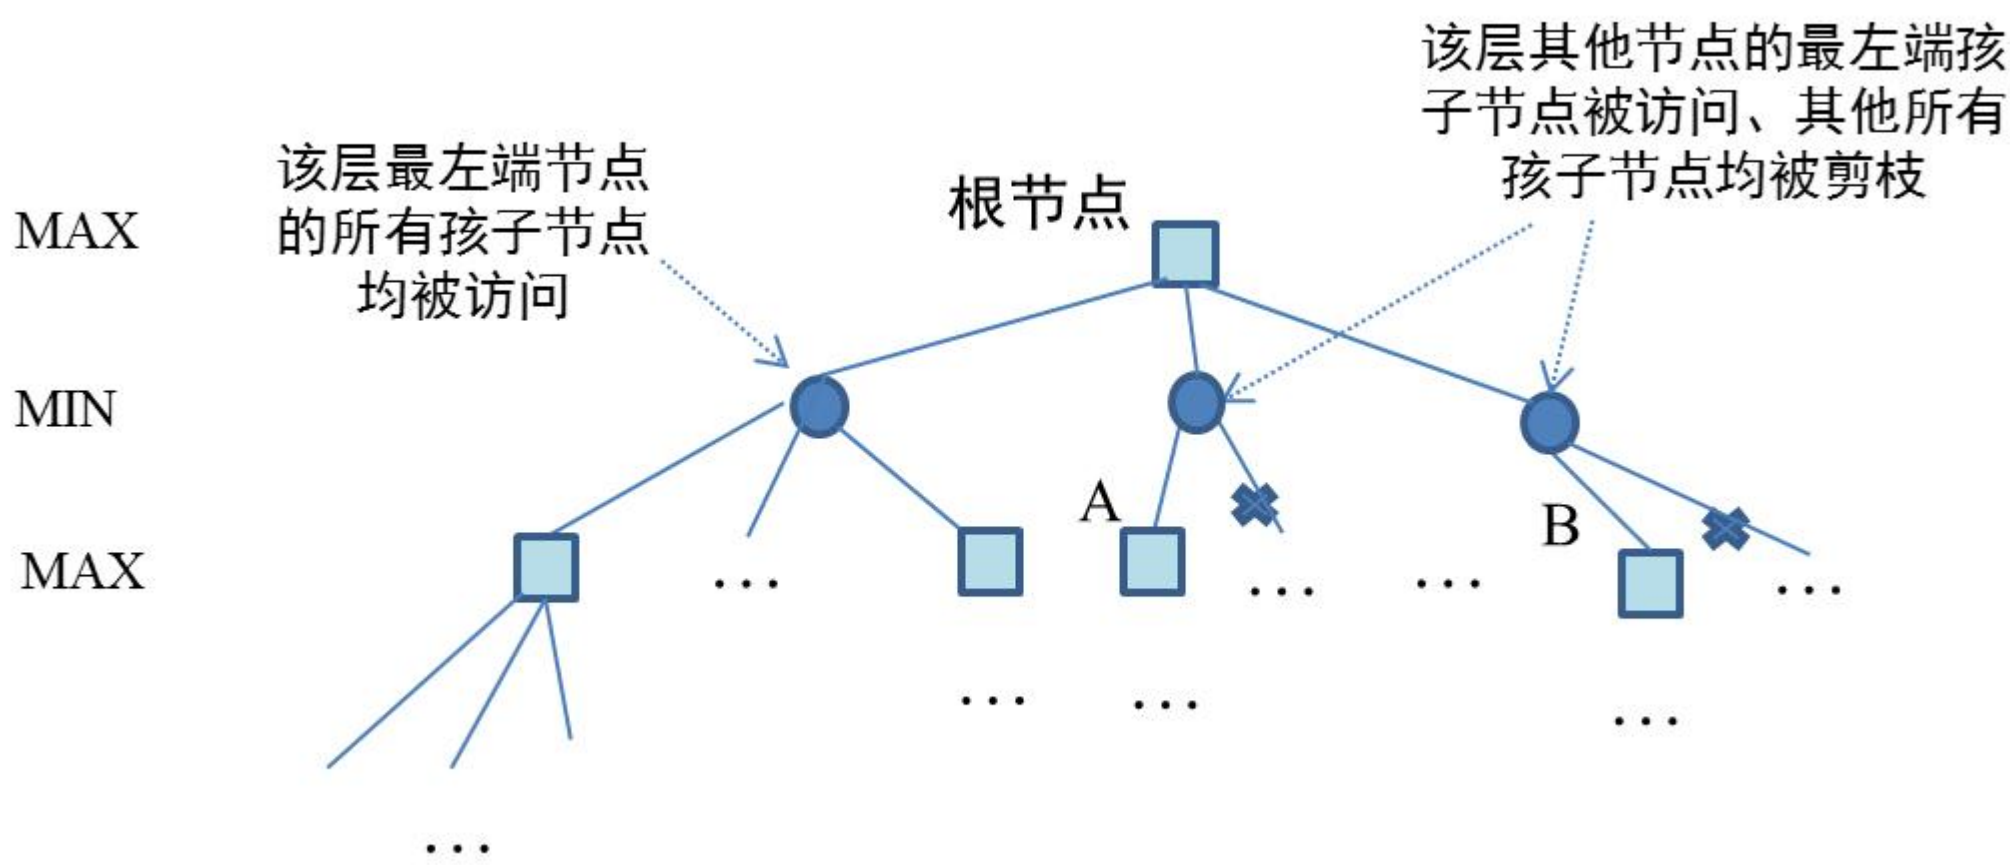 该层其他节点的最左端孩
子节点被访问、其他所有
孩子节点均被剪枝
该层最左端节点
的所有孩子节点
均被访问
根节点
MAX
MIN
A
B
MAX
…
…
…
…
…
…
…
…